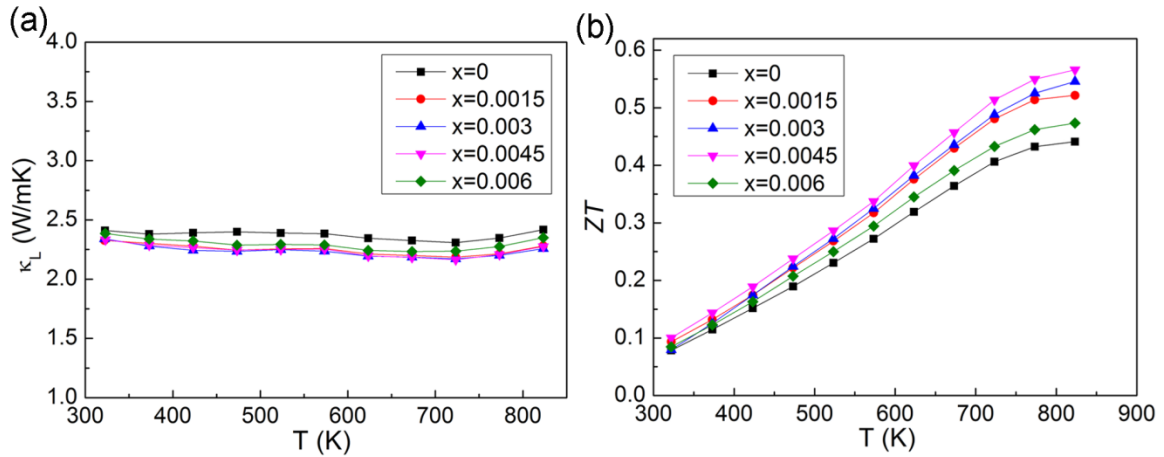 (a)
4.0
3.5
3.0
2.5
2.0
1.5
1.0
κL (W/mK)
x=0
x=0.0015
x=0.003
x=0.0045
x=0.006
300 400 500 600 700 800
T (K)
(b)
0.6
0.5
0.4
0.3
0.2
0.1
0.0
ZT
x=0
x=0.0015
x=0.003
x=0.0045
x=0.006
300 400 500 600 700 800 900
T (K)